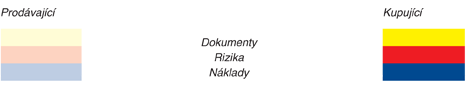 Prodávající
Kupující
Dokumenty
Rizika
Náklady